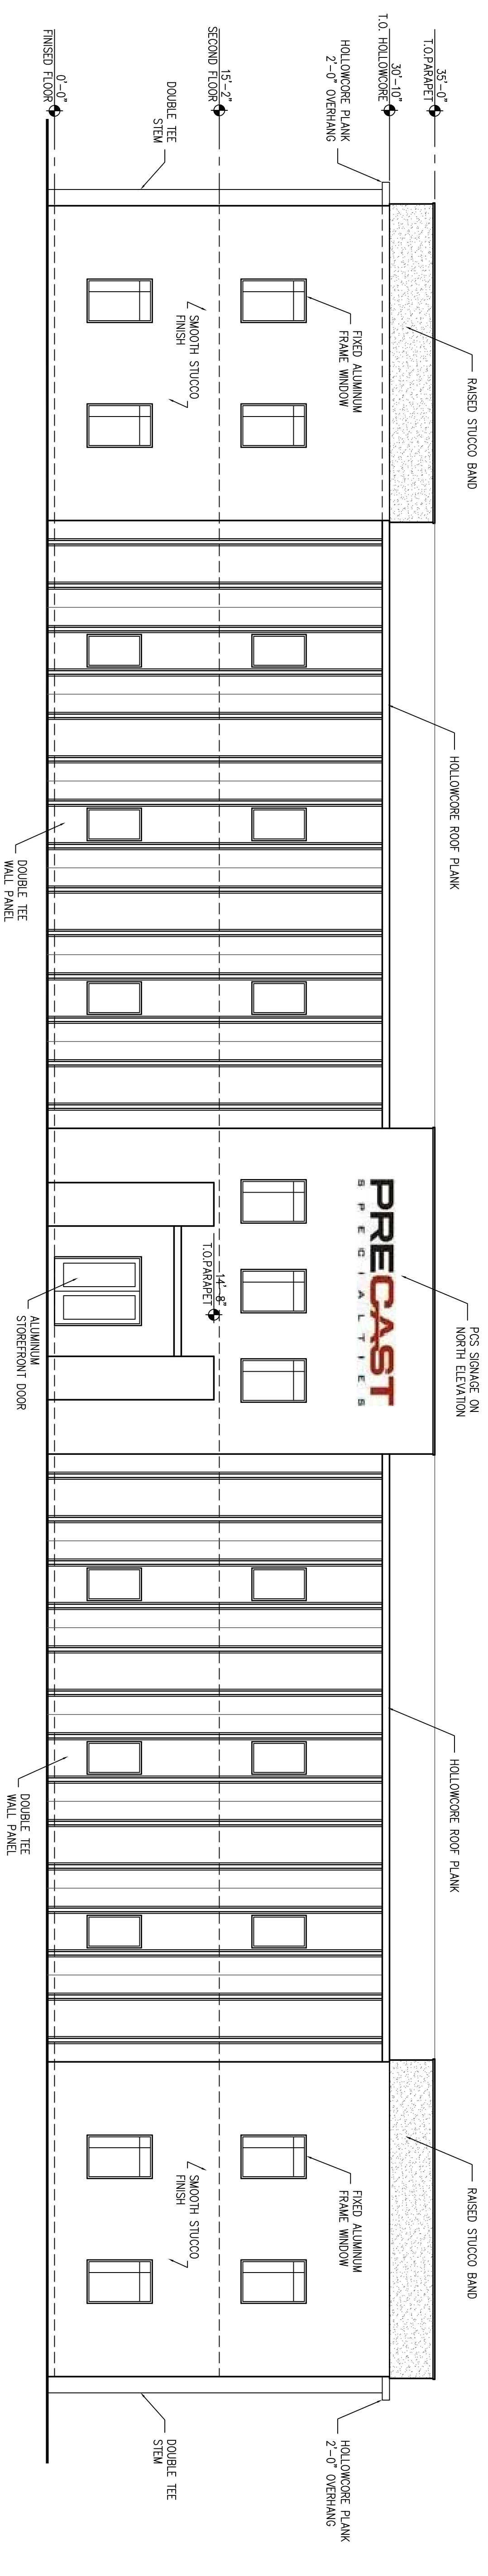 35'-0"
T.O.PARAPET
30'-10"
T.O. HOLLOWCORE
HOLLOWCORE PLANK
2'-0" OVERHANG
15'-2"
SECOND FLOOR
DOUBLE TEE
STEM
0'-0"
FINISED FLOOR
RAISED STUCCO BAND
FIXED ALUMINUM
FRAME WINDOW
SMOOTH STUCCO
FINISH
HOLLOWCORE ROOF PLANK
DOUBLE TEE
WALL PANEL
PCS SIGNAGE ON
NORTH ELEVATION
PRECAST
SPECIALTIES
14'-8"
T.O.PARAPET
ALUMINUM
STOREFRONT DOOR
HOLLOWCORE ROOF PLANK
DOUBLE TEE
WALL PANEL
RAISED STUCCO BAND
FIXED ALUMINUM
FRAME WINDOW
SMOOTH STUCCO
FINISH
HOLLOWCORE PLANK
2'-0" OVERHANG
DOUBLE TEE
STEM